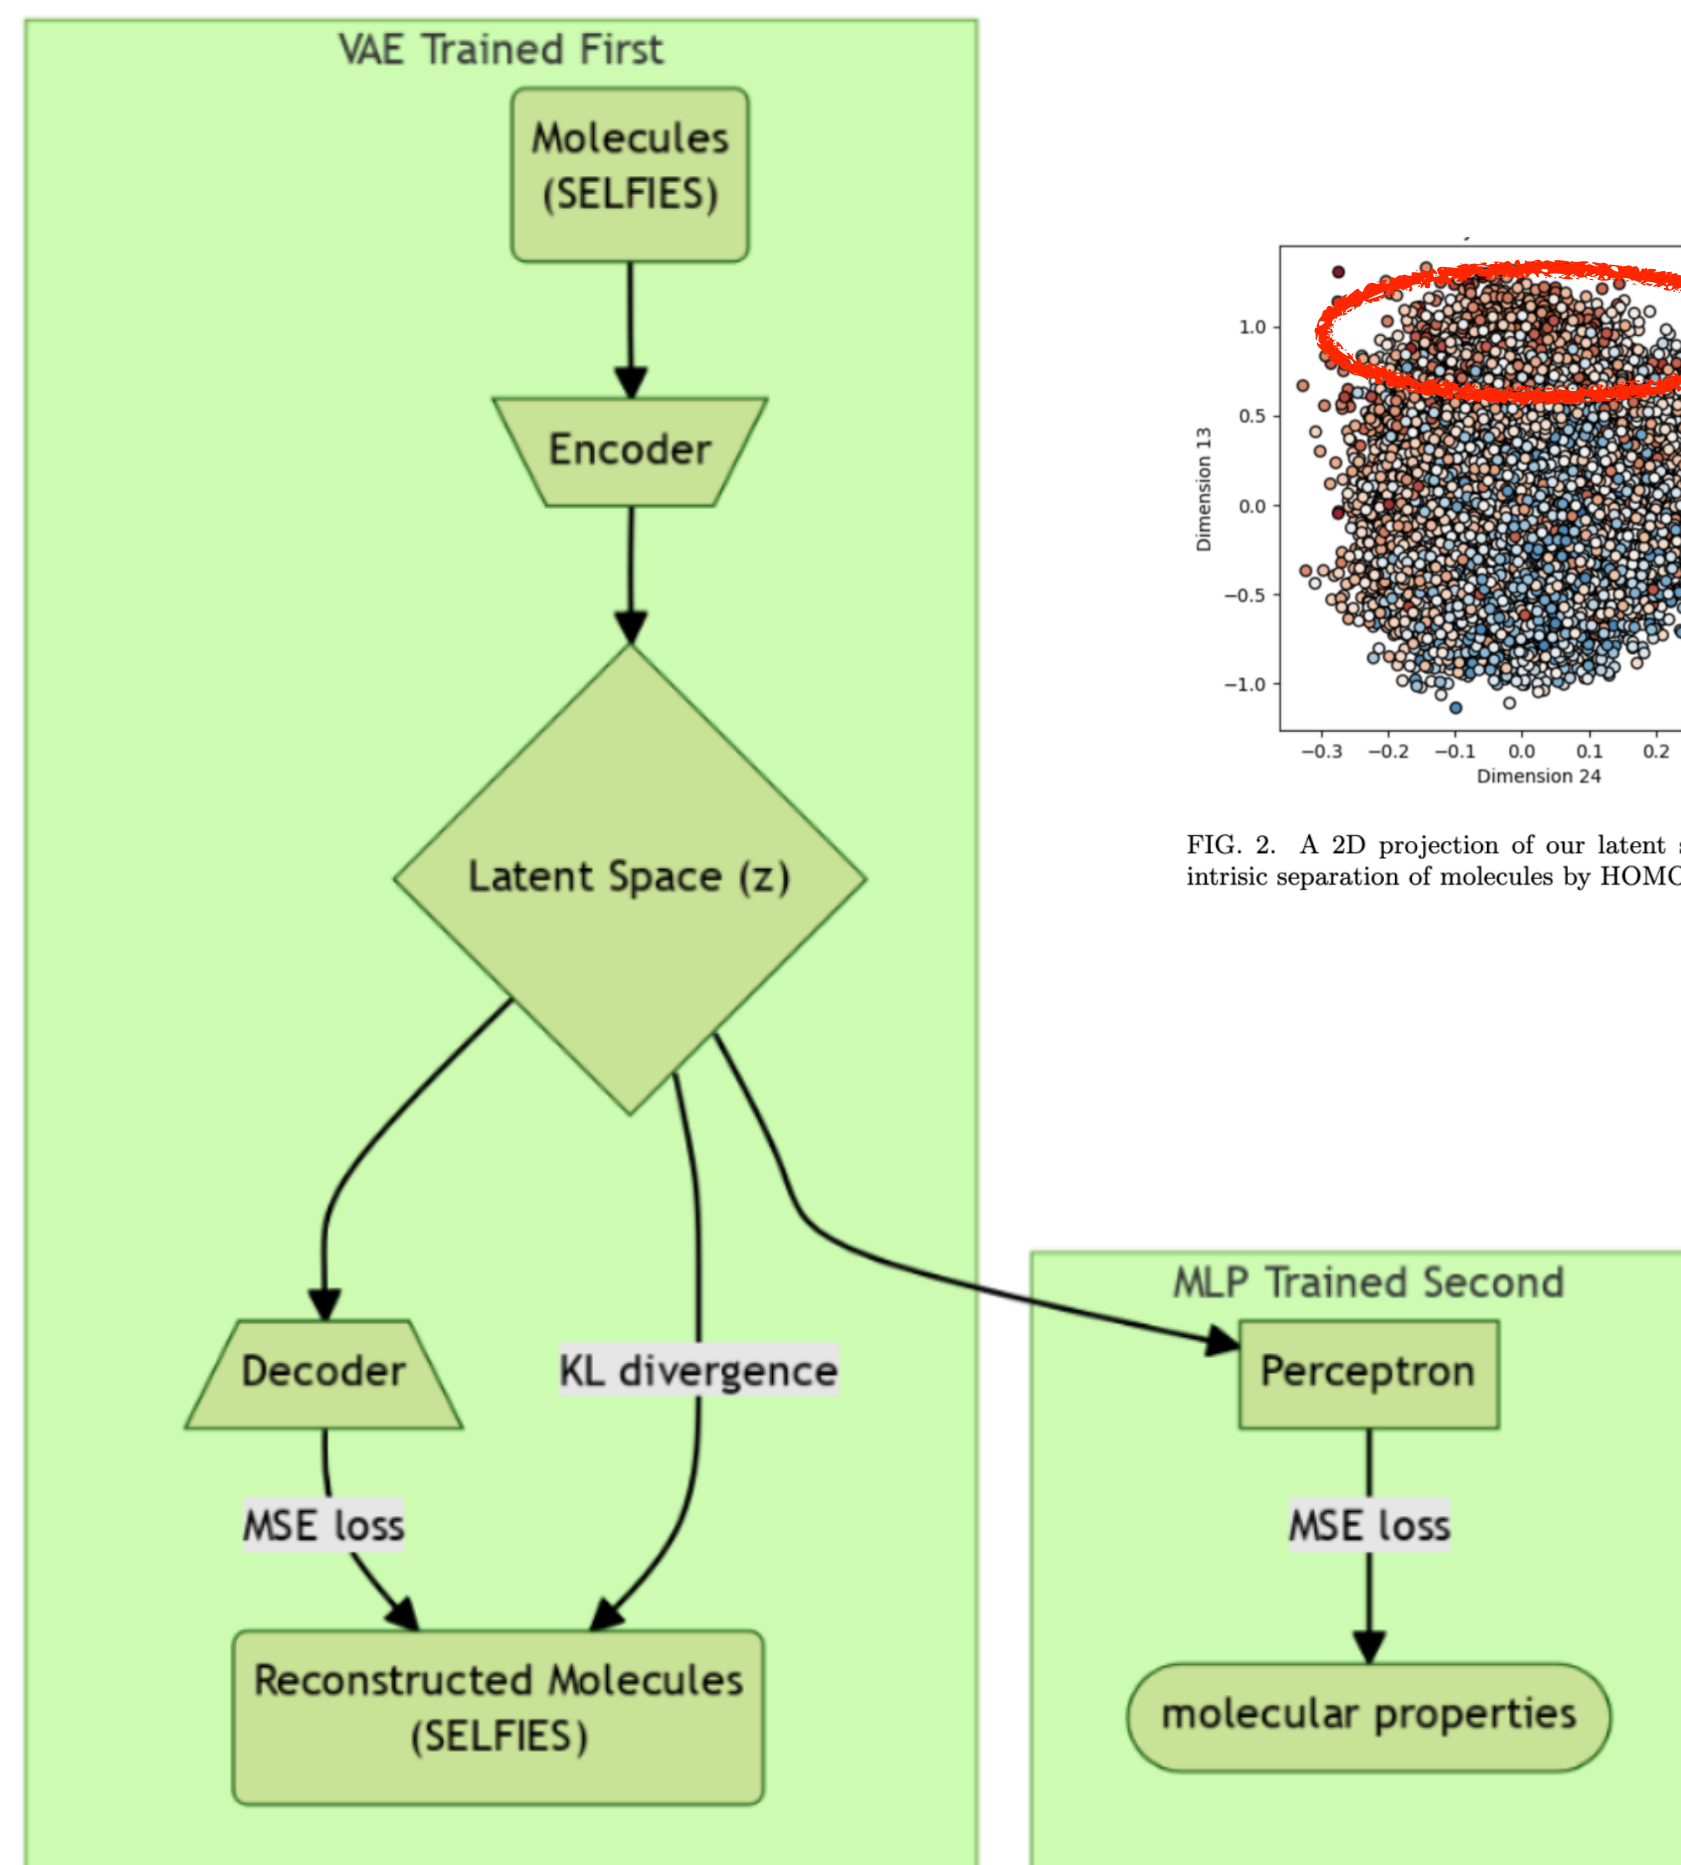 VAE Trained First
Molecules
(SELFIES)
Encoder
Latent Space (z)
Decoder
KL divergence
MSE loss
Reconstructed Molecules
(SELFIES)
1.0
0.5
0.0
−0.5
−1.0
Dimension 13
−0.3 −0.2 −0.1 0.0 0.1 0.2
Dimension 24
FIG. 2. A 2D projection of our latent
intrisic separation of molecules by HOMO
MLP Trained Second
Perceptron
MSE loss
molecular properties